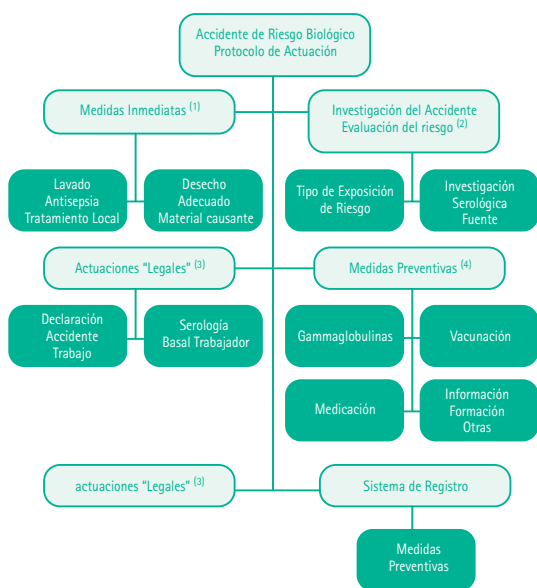 Accidente de Riesgo Biológico
Protocolo de Actuación
Medidas Inmediatas (1)
Investigación del Accidente
Evaluación del riesgo (2)
Lavado
Antisepsia
Tratamiento Local
Desecho
Adecuado
Material causante
Tipo de Exposición
de Riesgo
Investigación
Serológica
Fuente
Actuaciones "Legales" (3)
Medidas Preventivas (4)
Declaración
Accidente
Trabajo
Serología
Basal Trabajador
Gammaglobulinas
Vacunación
Medicación
Información
Formación
Otras
actuaciones "Legales" (3)
Sistema de Registro
Medidas
Preventivas